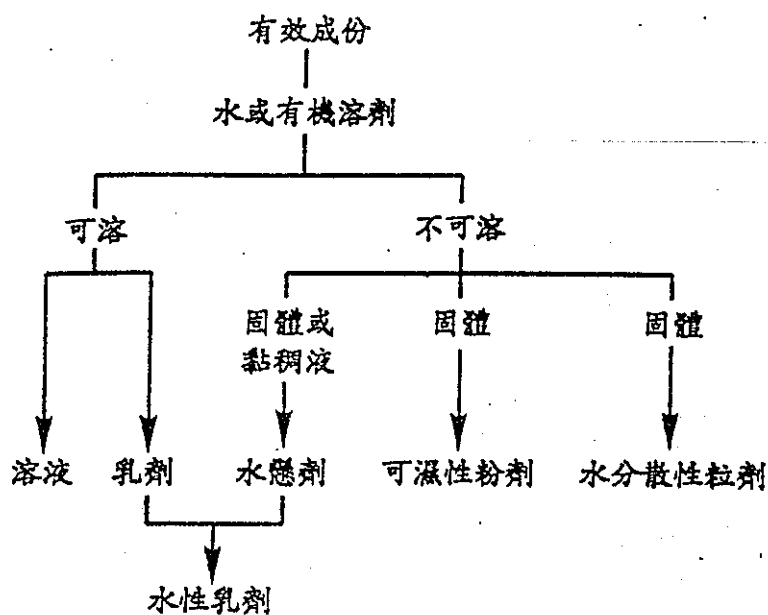 有效成份
水或有機溶劑
可溶
不可溶
固體或
黏稠液
固體
固體
溶液
乳劑
水懸劑
可濕性粉劑
水分散性粒劑
水性乳劑